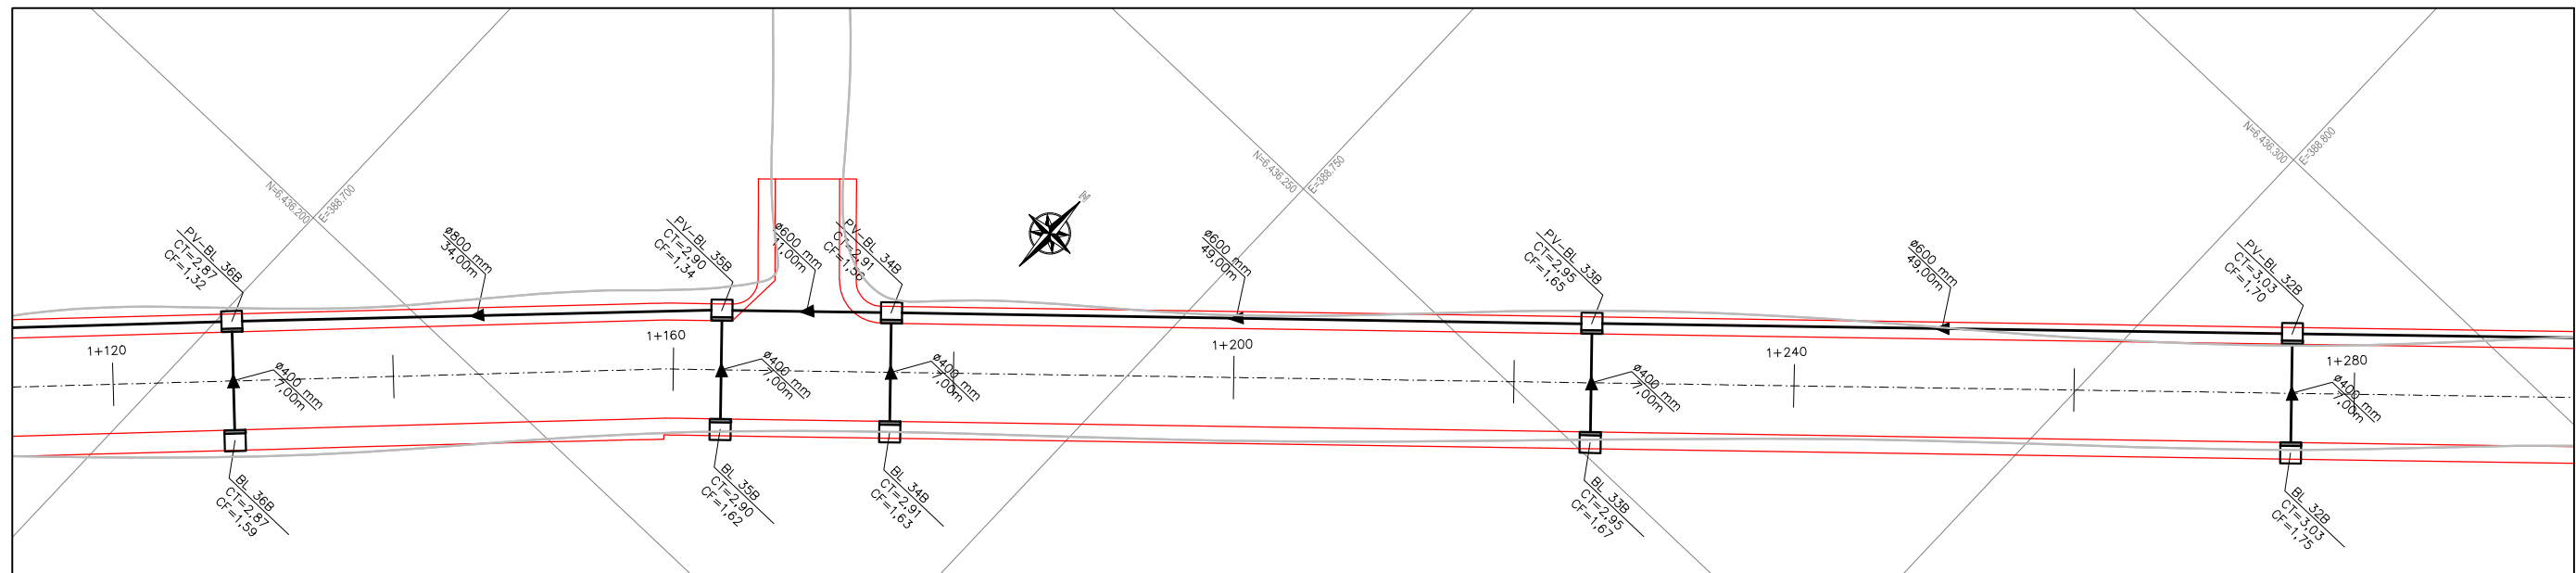 N=6.436.200
E=388.700
N=6.436.250
E=388.750
N=6.436.300
E=388.800
PV-BL 36B
CT=2,87
CF=1,32
ø800 mm
34,00m
PV-BL 35B
CT=2,90
CF=1,34
ø600 mm
11,00m
PV-BL 34B
CT=2,91
CF=1,56
N
ø600 mm
49,00m
PV-BL 33B
CT=2,95
CF=1,65
ø600 mm
49,00m
PV-BL 32B
CT=3,03
CF=1,70
1+120
1+160
1+200
1+240
1+280
ø400 mm
7,00m
ø400 mm
7,00m
ø400 mm
7,00m
ø400 mm
7,00m
ø400 mm
7,00m
BL 36B
CT=2,87
CF=1,59
BL 35B
CT=2,90
CF=1,62
BL 34B
CT=2,91
CF=1,63
BL 33B
CT=2,95
CF=1,67
BL 32B
CT=3,03
CF=1,75